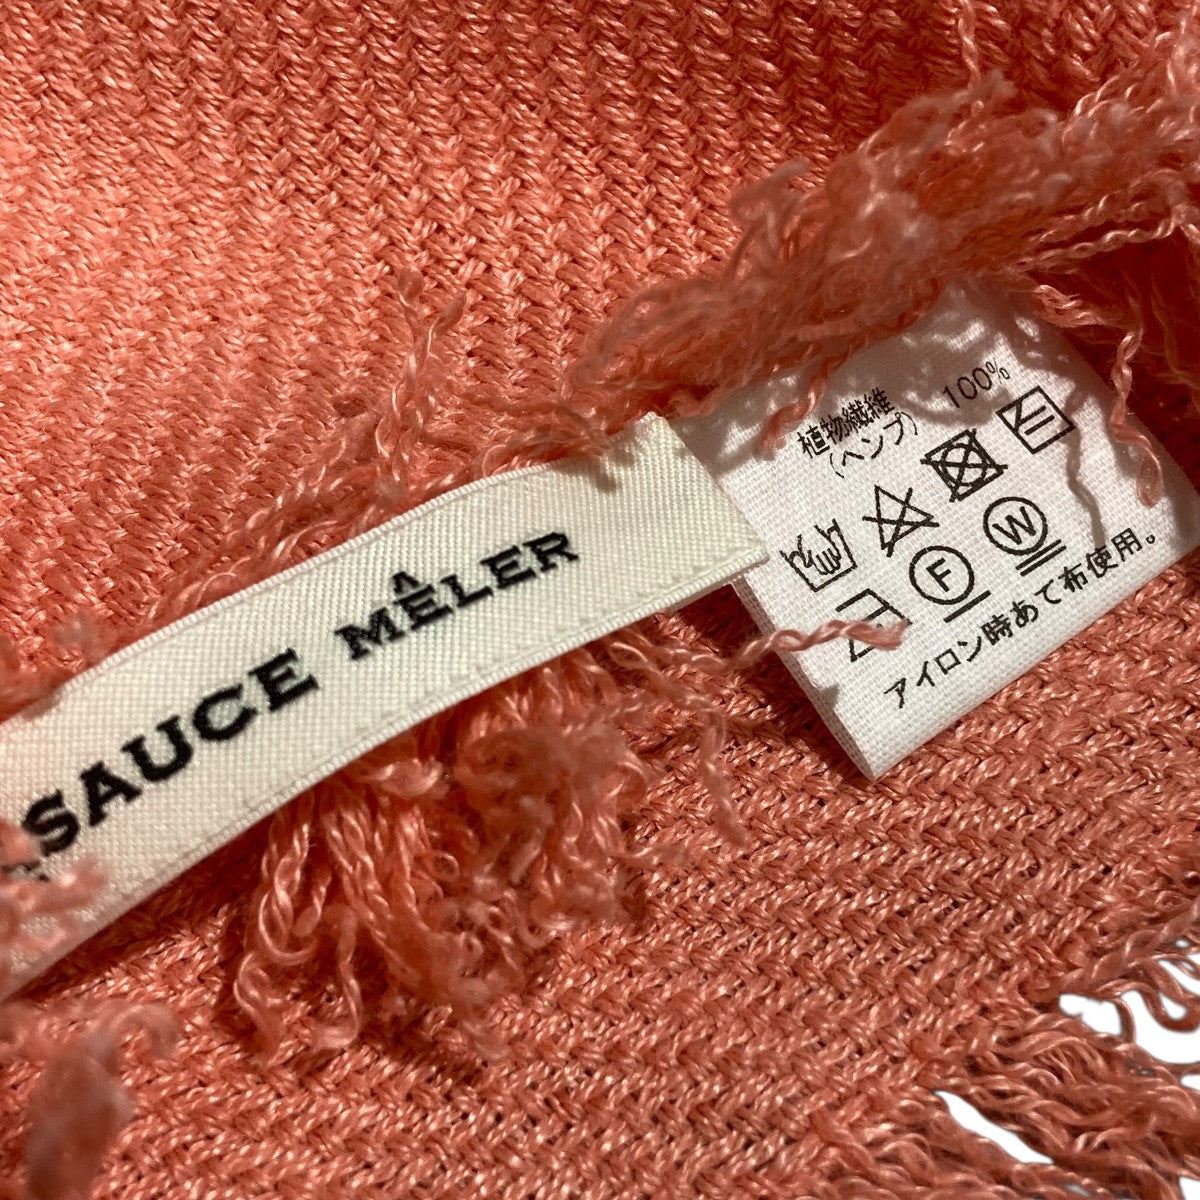 SAUCE MÊLER
植物繊維 100%
(ヘンプ)
F W
アイロン時あて布使用。